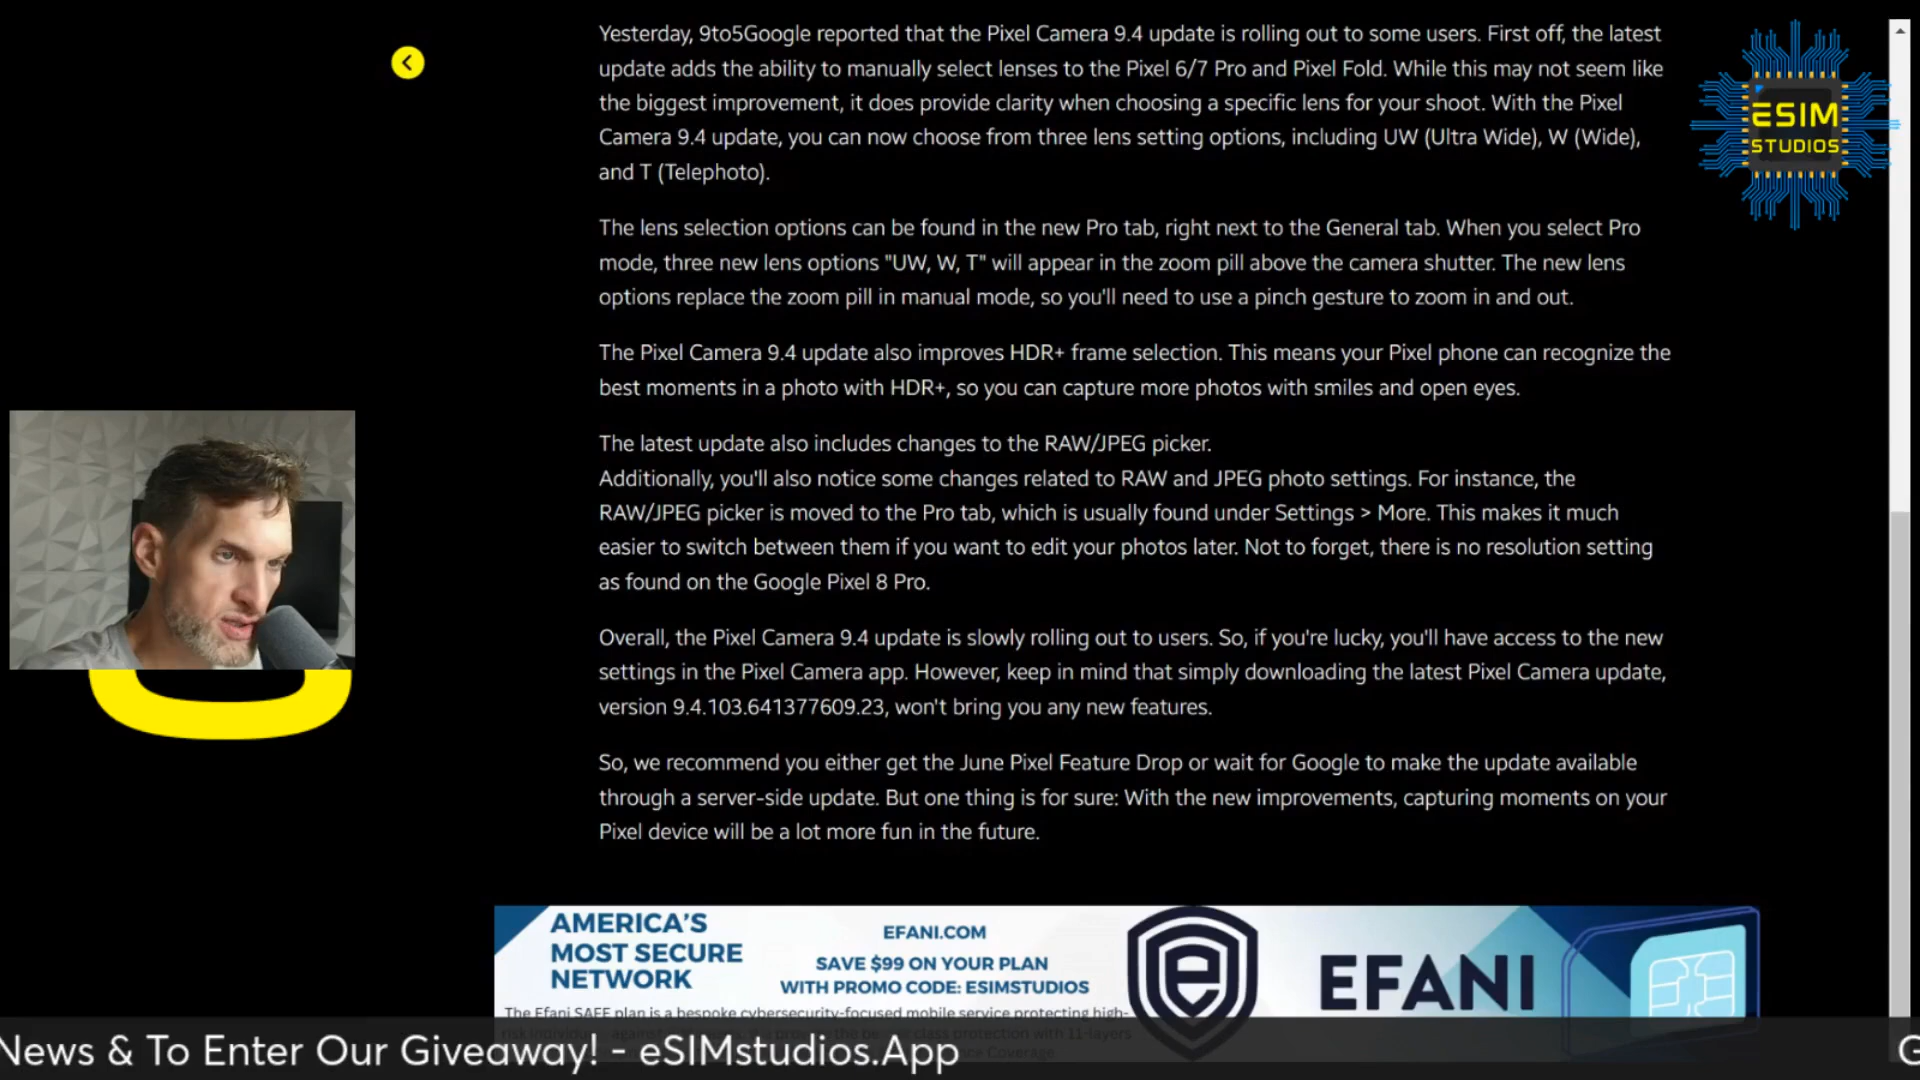 Yesterday, 9to5Google reported that the Pixel Camera 9.4 update is rolling out to some users. First off, the latest
update adds the ability to manually select lenses to the Pixel 6/7 Pro and Pixel Fold. While this may not seem like
the biggest improvement, it does provide clarity when choosing a specific lens for your shoot. With the Pixel
Camera 9.4 update, you can now choose from three lens setting options, including UW (Ultra Wide), W (Wide),
and T (Telephoto).
ESIM
STUDIOS
The lens selection options can be found in the new Pro tab, right next to the General tab. When you select Pro
mode, three new lens options "UW, W, T" will appear in the zoom pill above the camera shutter. The new lens
options replace the zoom pill in manual mode, so you'll need to use a pinch gesture to zoom in and out.
The Pixel Camera 9.4 update also improves HDR+ frame selection. This means your Pixel phone can recognize the
best moments in a photo with HDR+, so you can capture more photos with smiles and open eyes.
The latest update also includes changes to the RAW/JPEG picker.
Additionally, you'll also notice some changes related to RAW and JPEG photo settings. For instance, the
RAW/JPEG picker is moved to the Pro tab, which is usually found under Settings > More. This makes it much
easier to switch between them if you want to edit your photos later. Not to forget, there is no resolution setting
as found on the Google Pixel 8 Pro.
Overall, the Pixel Camera 9.4 update is slowly rolling out to users. So, if you're lucky, you'll have access to the new
settings in the Pixel Camera app. However, keep in mind that simply downloading the latest Pixel Camera update,
version 9.4.103.641377609.23, won't bring you any new features.
So, we recommend you either get the June Pixel Feature Drop or wait for Google to make the update available
through a server-side update. But one thing is for sure: With the new improvements, capturing moments on your
Pixel device will be a lot more fun in the future.
AMERICA'S
MOST SECURE
NETWORK
EFANI.COM
SAVE $99 ON YOUR PLAN
WITH PROMO CODE: ESIMSTUDIOS
EFANI
The Efani SAFE plan is a bespoke cybersecurity-focused mobile service protecting high-
protection with 11-layers
Coverage
News & To Enter Our Giveaway! - eSIMstudios.App
G